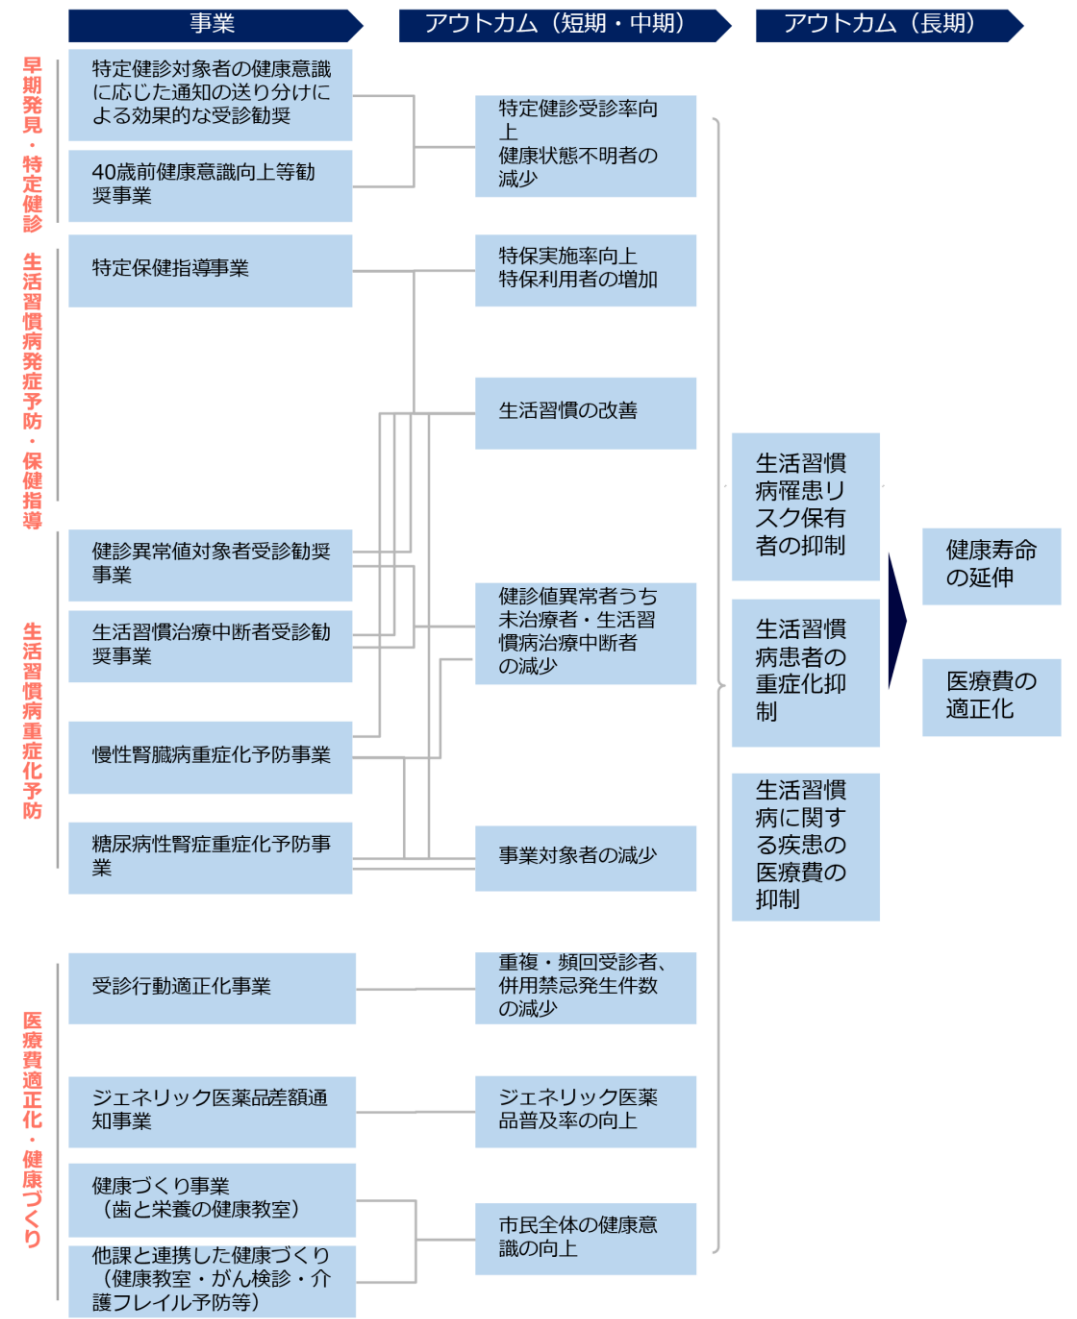 事業
アウトカム（短期・中期）
アウトカム（長期）
早期発見・特定健診
特定健診対象者の健康意識
に応じた通知の送り分けに
よる効果的な受診勧奨
40歳前健康意識向上等勧
奨事業
特定健診受診率向
上
健康状態不明者の
減少
生活習慣病発症予防・保健指導
特定保健指導事業
特保実施率向上
特保利用者の増加
生活習慣の改善
生活習慣病重症化予防
健診異常値対象者受診勧奨
事業
生活習慣治療中断者受診勧
奨事業
慢性腎臓病重症化予防事業
糖尿病性腎症重症化予防事
業
健診値異常者うち
未治療者・生活習
慣病治療中断者
の減少
事業対象者の減少
医療費適正化・健康づくり
受診行動適正化事業
重複・頻回受診者、
併用禁忌発生件数
の減少
ジェネリック医薬品差額通
知事業
ジェネリック医薬
品普及率の向上
健康づくり事業
（歯と栄養の健康教室）
他課と連携した健康づくり
（健康教室・がん検診・介
護フレイル予防等）
市民全体の健康意
識の向上
生活習慣
病罹患リ
スク保有
者の抑制
生活習慣
病患者の
重症化抑
制
生活習慣
病に関す
る疾患の
医療費の
抑制
健康寿命
の延伸
医療費の
適正化